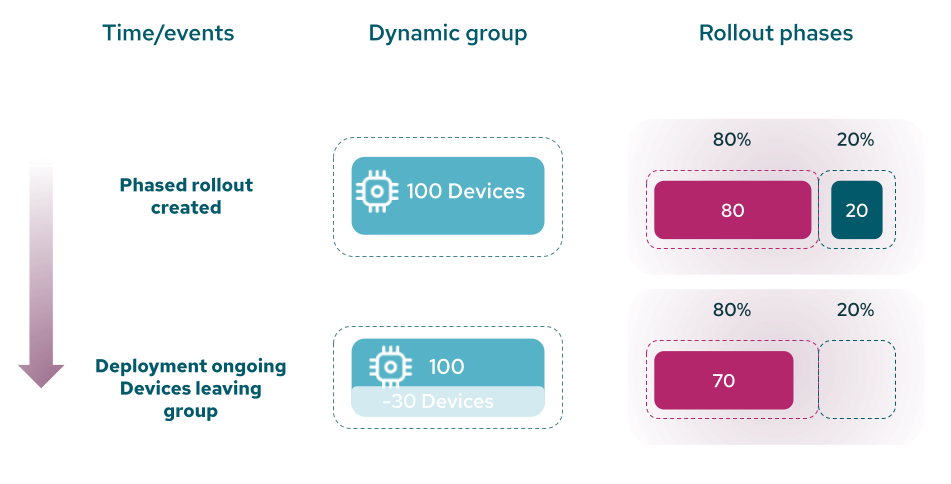 Time/events
Dynamic group
Rollout phases
80%
20%
Phased rollout
created
100 Devices
80
20
80%
20%
Deployment ongoing
Devices leaving
group
100
-30 Devices
70